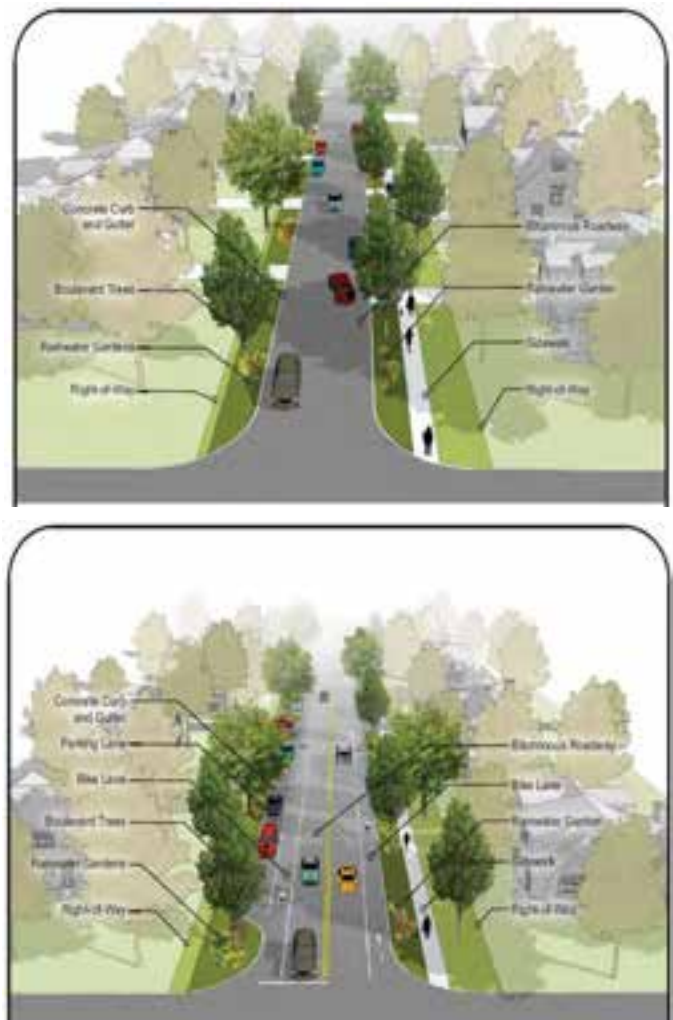 Concrete Curb
and Gutter
Boulevard Trees
Rainwater Gardens
Right-of-Way
Bituminous Roadway
Rainwater Garden
Sidewalk
Right-of-Way
Concrete Curb
and Gutter
Parking Lane
Bike Lane
Boulevard Trees
Rainwater Gardens
Right-of-Way
Bituminous Roadway
Bike Lane
Rainwater Garden
Sidewalk
Right-of-Way